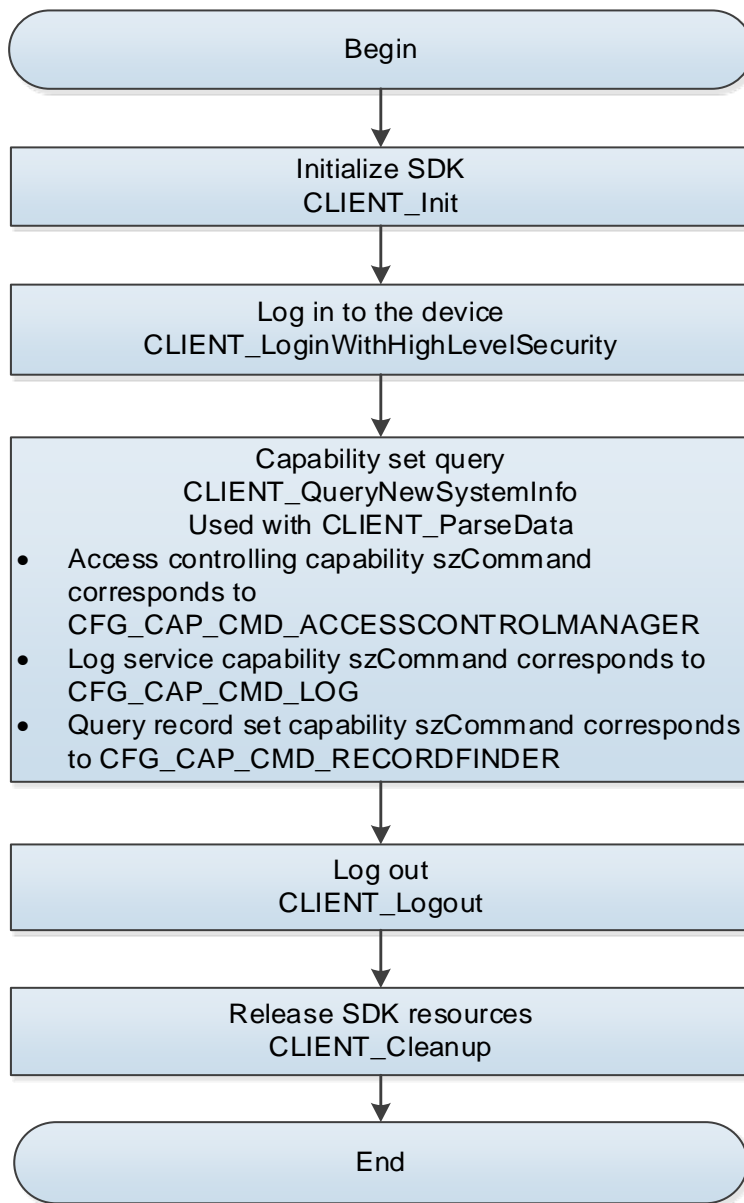 Begin
Initialize SDK
CLIENT_Init
Log in to the device
CLIENT_LoginWithHighLevelSecurity
Capability set query
CLIENT_QueryNewSystemInfo
Used with CLIENT_ParseData
• Access controlling capability szCommand
corresponds to
CFG_CAP_CMD_ACCESSCONTROLMANAGER
• Log service capability szCommand corresponds to
CFG_CAP_CMD_LOG
• Query record set capability szCommand corresponds
to CFG_CAP_CMD_RECORDFINDER
Log out
CLIENT_Logout
Release SDK resources
CLIENT_Cleanup
End